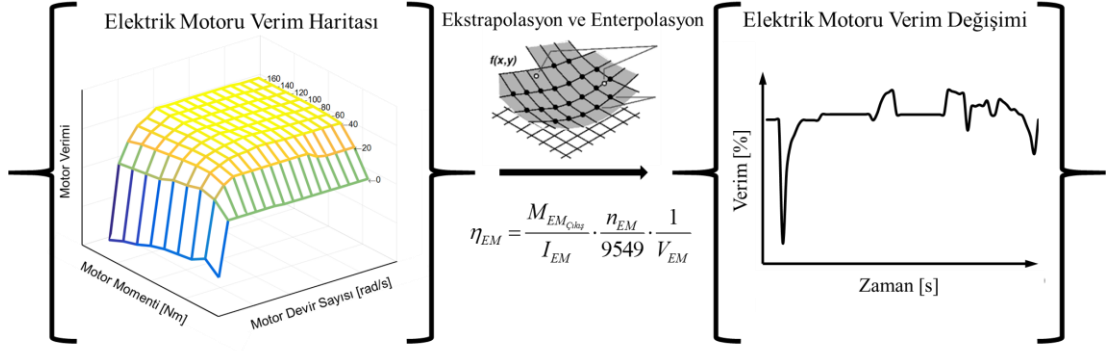 Elektrik Motoru Verim Haritası
Motor Verimi
160
-140
-120
-100
80
60
-40
-20
-0
Motor Momenti [Nm]
Motor Devir Sayısı [rad/s]
Ekstrapolasyon ve Enterpolasyon
f(x,y)
η_EM = M_EM_Çıkış / I_EM · n_EM / 9549 · 1 / V_EM
Elektrik Motoru Verim Değişimi
Verim [%]
Zaman [s]